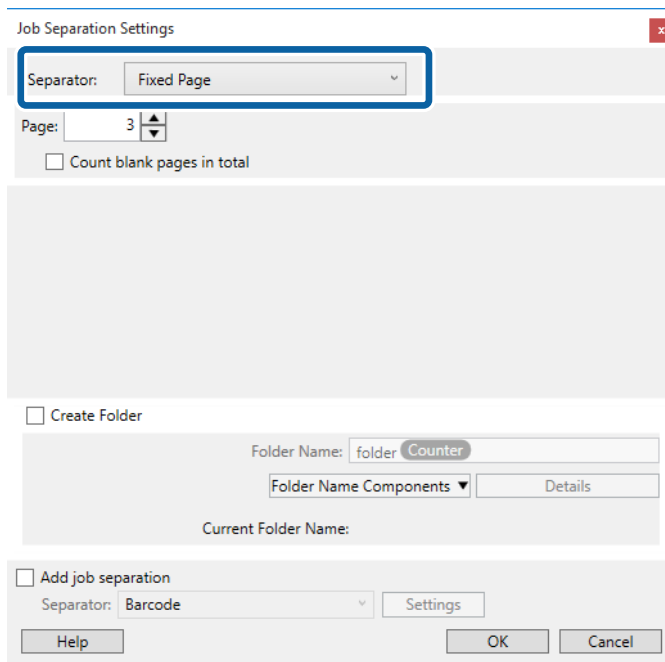 Job Separation Settings
x
Separator: Fixed Page
Page: 3
Count blank pages in total
Create Folder
Folder Name: folder Counter
Folder Name Components ▼ Details
Current Folder Name:
Add job separation
Separator: Barcode Settings
Help OK Cancel